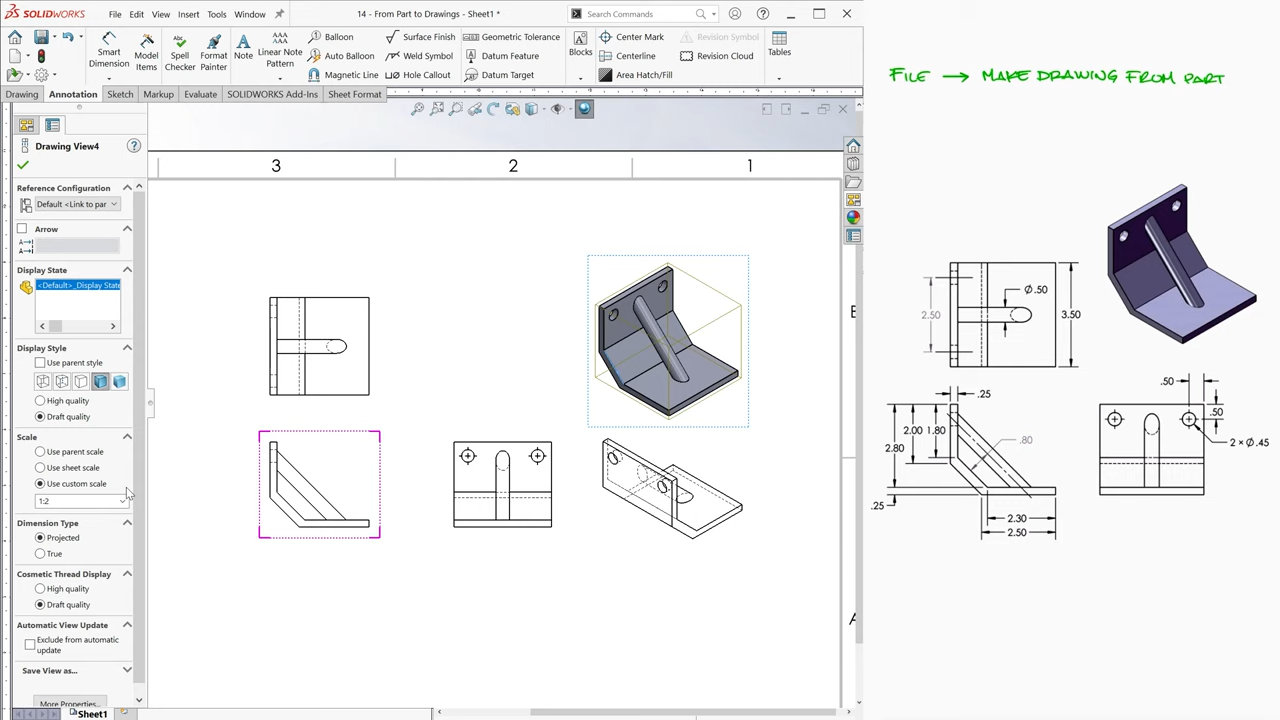 SOLIDWORKS
File
Edit
View
Insert
Tools
Window
14 - From Part to Drawings - Sheet1 *
Search Commands
Smart Dimension
Model Items
Spell Checker
Format Painter
Note
Linear Note Pattern
Balloon
Auto Balloon
Magnetic Line
Surface Finish
Weld Symbol
Hole Callout
Geometric Tolerance
Datum Feature
Datum Target
Blocks
Center Mark
Centerline
Area Hatch/Fill
Revision Symbol
Revision Cloud
Tables
Drawing
Annotation
Sketch
Markup
Evaluate
SOLIDWORKS Add-Ins
Sheet Format
Drawing View4
Reference Configuration
Default <Link to par
Arrow
Display State
<Default>_Display State
Display Style
Use parent style
High quality
Draft quality
Scale
Use parent scale
Use sheet scale
Use custom scale
1:2
Dimension Type
Projected
True
Cosmetic Thread Display
High quality
Draft quality
Automatic View Update
Exclude from automatic
update
Save View as...
More Properties...
Sheet1
3
2
1
A
FILE → MAKE DRAWING FROM PART
2.50
Ø.50
3.50
.25
2.80
2.00
1.80
.80
.25
2.30
2.50
.50
.50
2 × Ø.45